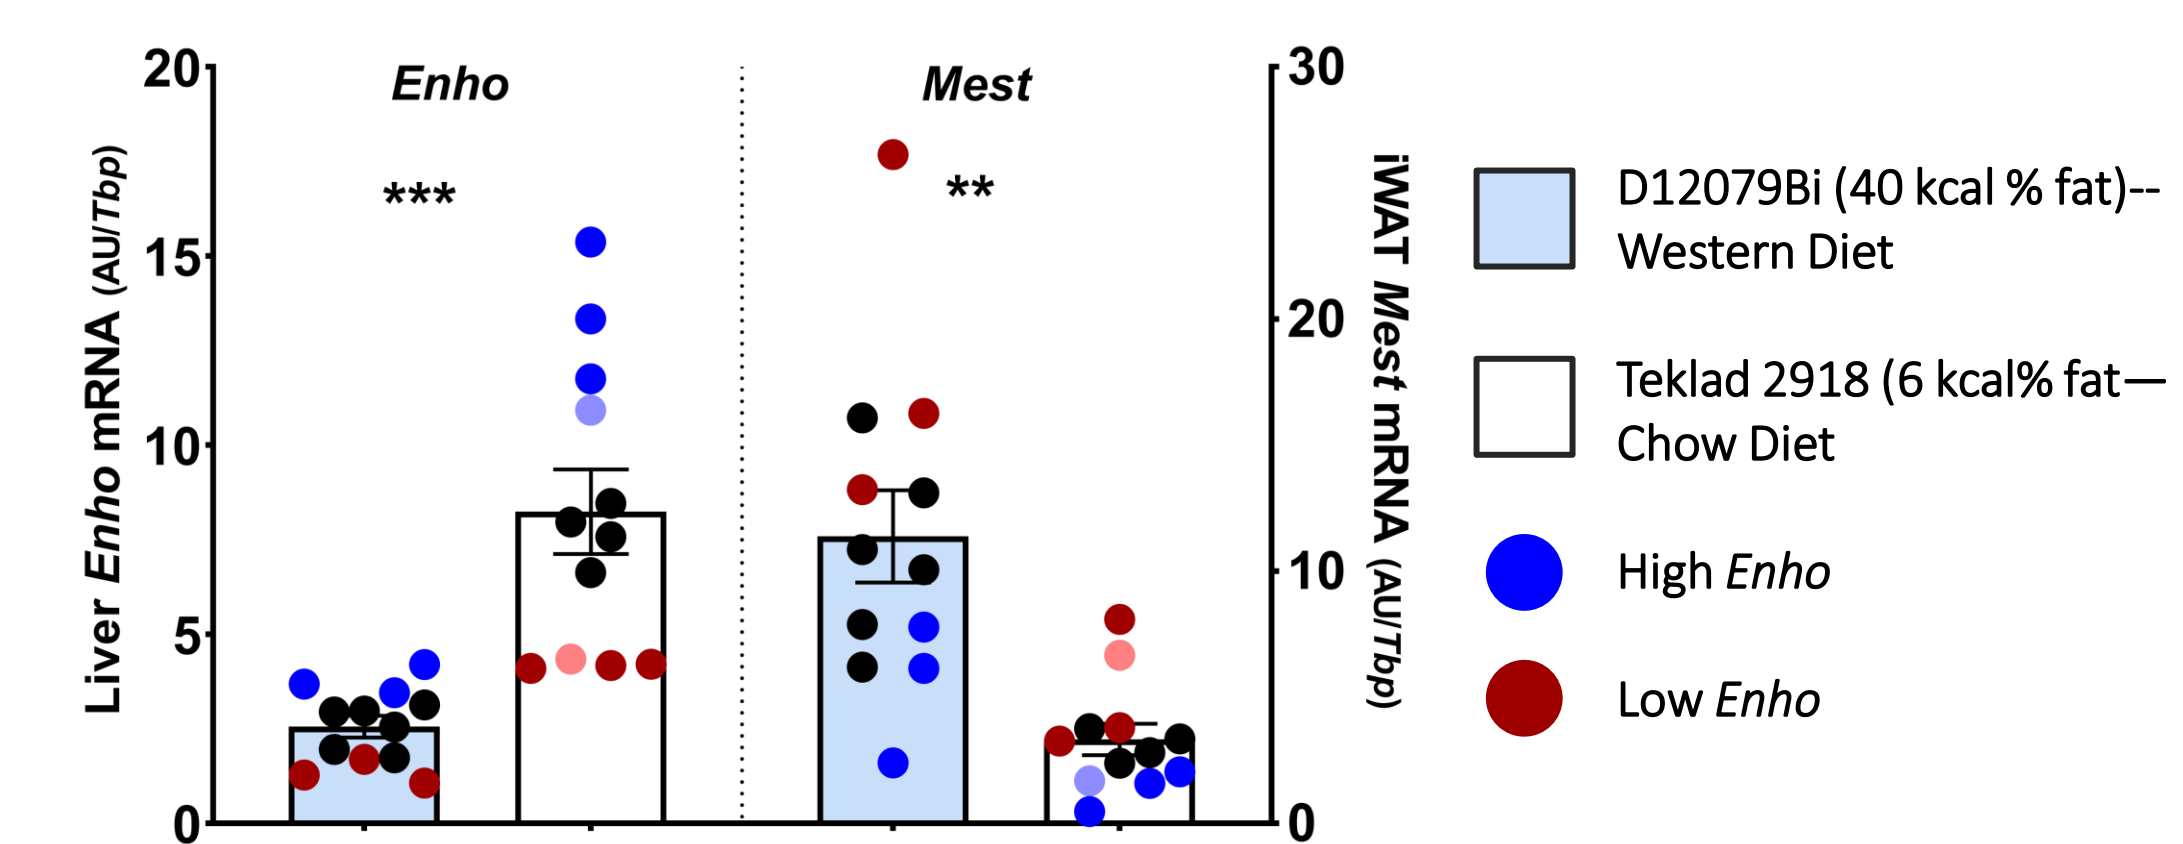 Enho
Mest
***
**
Liver Enho mRNA (AU/Tbp)
20
15
10
5
0
30
20
10
0
iWAT Mest mRNA (AU/Tbp)
D12079Bi (40 kcal % fat)--
Western Diet
Teklad 2918 (6 kcal% fat—
Chow Diet
High Enho
Low Enho